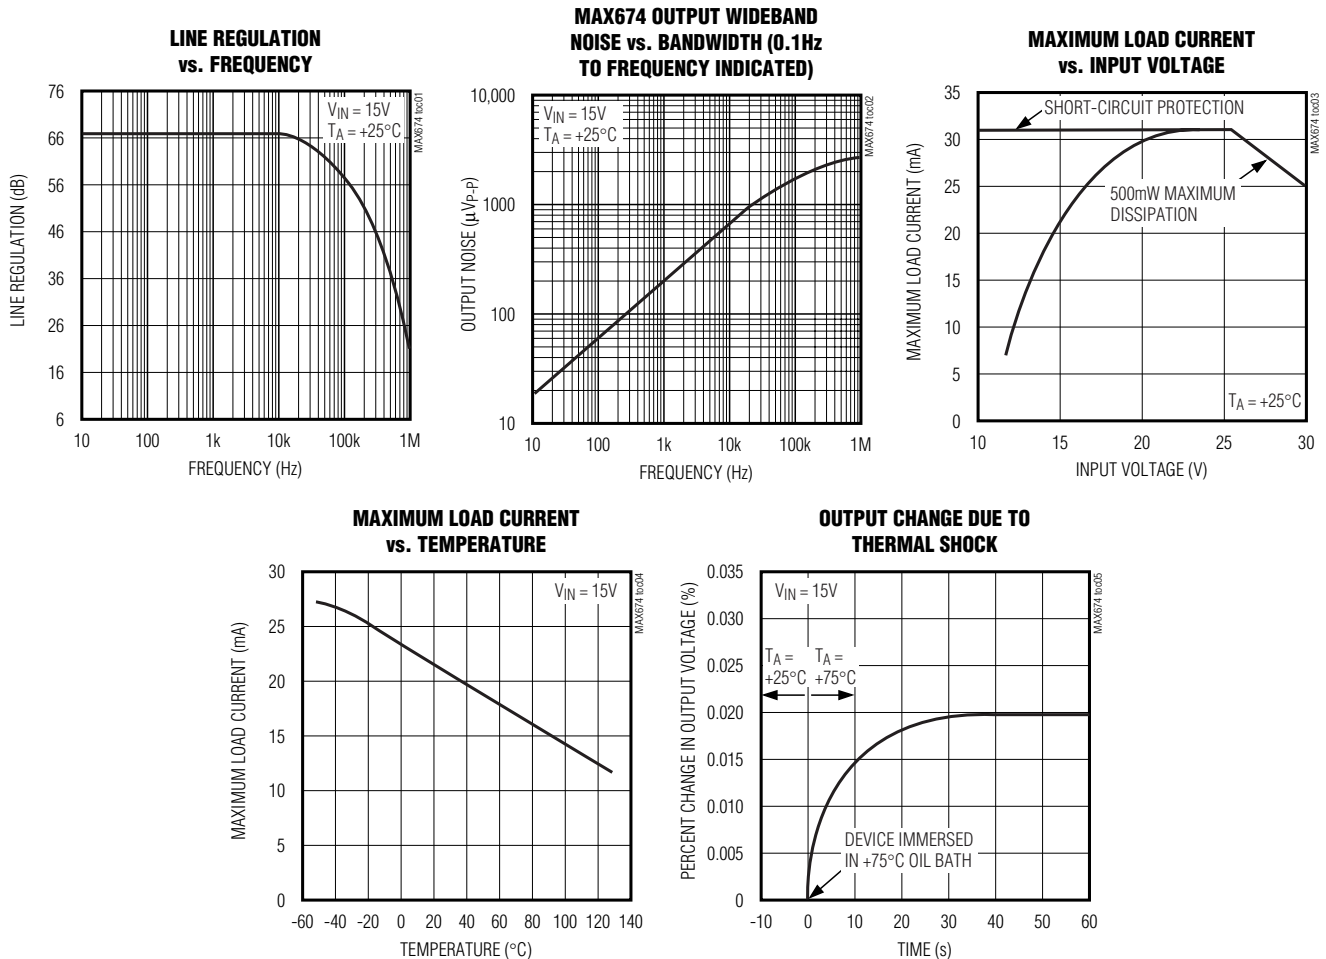 LINE REGULATION
vs. FREQUENCY
76
66
56
46
36
26
16
6
LINE REGULATION (dB)
VIN = 15V
TA = +25°C
MAX674 toc01
10
100
1k
10k
100k
1M
FREQUENCY (Hz)
MAX674 OUTPUT WIDEBAND
NOISE vs. BANDWIDTH (0.1Hz
TO FREQUENCY INDICATED)
10,000
1000
100
10
OUTPUT NOISE (µVP-P)
VIN = 15V
TA = +25°C
MAX674 toc02
10
100
1k
10k
100k
1M
FREQUENCY (Hz)
MAXIMUM LOAD CURRENT
vs. INPUT VOLTAGE
35
30
25
20
15
10
5
0
MAXIMUM LOAD CURRENT (mA)
SHORT-CIRCUIT PROTECTION
500mW MAXIMUM
DISSIPATION
TA = +25°C
MAX674 toc03
10
15
20
25
30
INPUT VOLTAGE (V)
MAXIMUM LOAD CURRENT
vs. TEMPERATURE
30
25
20
15
10
5
0
MAXIMUM LOAD CURRENT (mA)
VIN = 15V
MAX674 toc04
-60
-40
-20
0
20
40
60
80
100
120
140
TEMPERATURE (°C)
OUTPUT CHANGE DUE TO
THERMAL SHOCK
0.035
0.030
0.025
0.020
0.015
0.010
0.005
0
PERCENT CHANGE IN OUTPUT VOLTAGE (%)
VIN = 15V
TA =
+25°C
TA =
+75°C
DEVICE IMMERSED
IN +75°C OIL BATH
MAX674 toc05
-10
0
10
20
30
40
50
60
TIME (s)